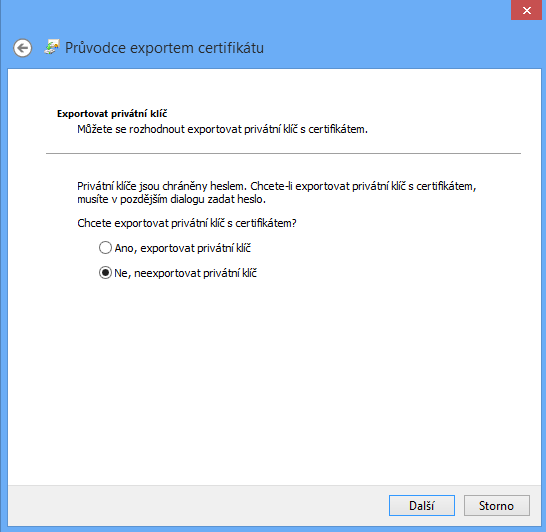 Průvodce exportem certifikátu
Exportovat privátní klíč
Můžete se rozhodnout exportovat privátní klíč s certifikátem.
Privátní klíče jsou chráněny heslem. Chcete-li exportovat privátní klíč s certifikátem,
musíte v pozdějším dialogu zadat heslo.
Chcete exportovat privátní klíč s certifikátem?
Ano, exportovat privátní klíč
Ne, neexportovat privátní klíč
Další
Storno